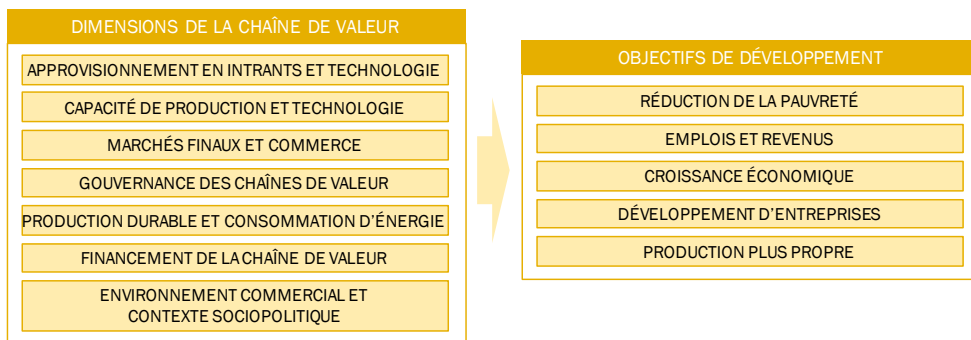 DIMENSIONS DE LA CHAÎNE DE VALEUR
APPROVISIONNEMENT EN INTRANTS ET TECHNOLOGIE
CAPACITÉ DE PRODUCTION ET TECHNOLOGIE
MARCHÉS FINAUX ET COMMERCE
GOUVERNANCE DES CHAÎNES DE VALEUR
PRODUCTION DURABLE ET CONSOMMATION D'ÉNERGIE
FINANCEMENT DE LA CHAÎNE DE VALEUR
ENVIRONNEMENT COMMERCIAL ET
CONTEXTE SOCIOPOLITIQUE
OBJECTIFS DE DÉVELOPPEMENT
RÉDUCTION DE LA PAUVRETÉ
EMPLOIS ET REVENUS
CROISSANCE ÉCONOMIQUE
DÉVELOPPEMENT D'ENTREPRISES
PRODUCTION PLUS PROPRE